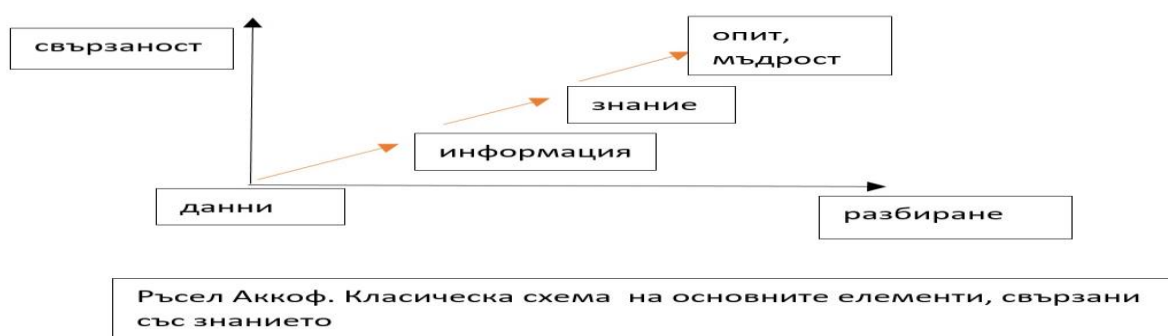 свързаност
опит,
мъдрост
знание
информация
данни
разбиране
Ръсел Аккоф. Класическа схема на основните елементи, свързани
със знанието